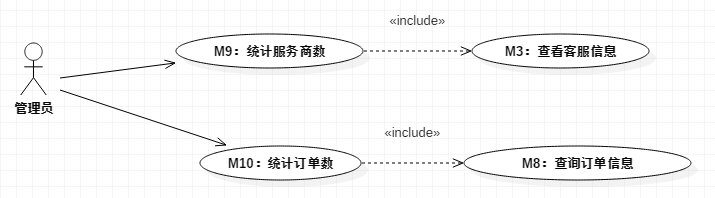 «include»
M9：统计服务商数
M3：查看客服信息
管理员
«include»
M10：统计订单数
M8：查询订单信息